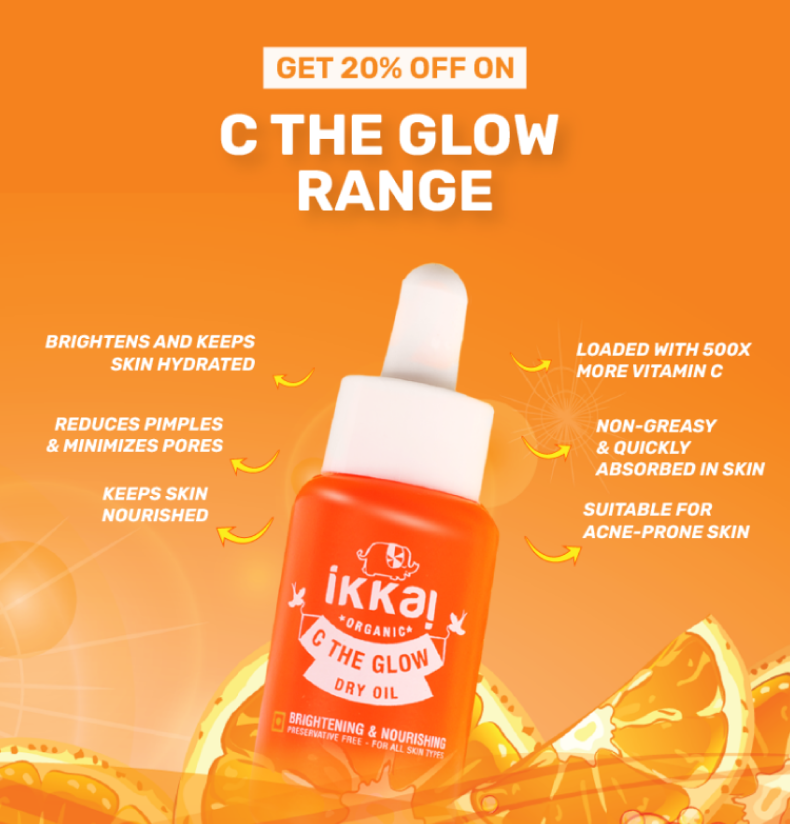 GET 20% OFF ON
C THE GLOW
RANGE
BRIGHTENS AND KEEPS
SKIN HYDRATED
REDUCES PIMPLES
& MINIMIZES PORES
KEEPS SKIN
NOURISHED
LOADED WITH 500X
MORE VITAMIN C
NON-GREASY
& QUICKLY
ABSORBED IN SKIN
SUITABLE FOR
ACNE-PRONE SKIN
ikkai
ORGANIC
C THE GLOW
DRY OIL
BRIGHTENING & NOURISHING
PRESERVATIVE FREE - FOR ALL SKIN TYPES